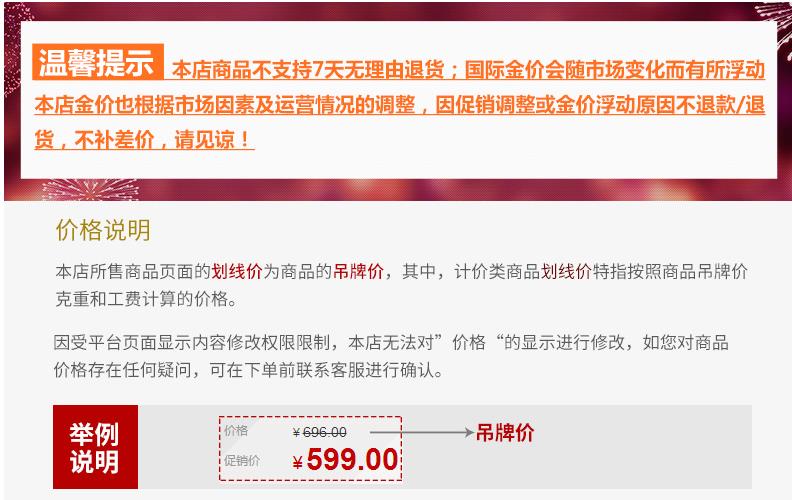 温馨提示 本店商品不支持7天无理由退货；国际金价会随市场变化而有所浮动
本店金价也根据市场因素及运营情况的调整，因促销调整或金价浮动原因不退款/退
货，不补差价，请见谅！
价格说明
本店所售商品页面的划线价为商品的吊牌价，其中，计价类商品划线价特指按照商品吊牌价
克重和工费计算的价格。
因受平台页面显示内容修改权限限制，本店无法对”价格“的显示进行修改，如您对商品
价格存在任何疑问，可在下单前联系客服进行确认。
举例
说明
价格 ¥696.00 吊牌价
促销价 ¥599.00